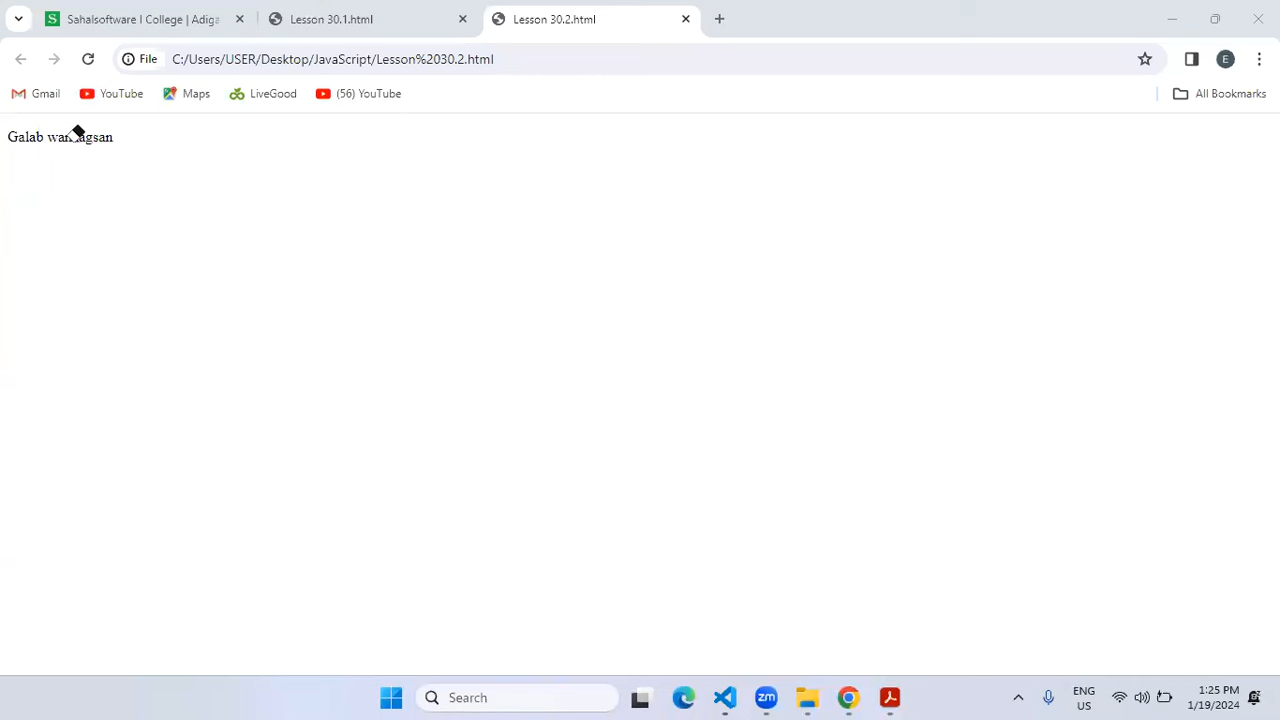 Sahalsoftware I College | Adiga
Lesson 30.1.html
Lesson 30.2.html
File
C:/Users/USER/Desktop/JavaScript/Lesson%2030.2.html
E
Gmail
YouTube
Maps
LiveGood
(56) YouTube
All Bookmarks
Galab
Search
zm
ENG
US
1:25 PM
1/19/2024